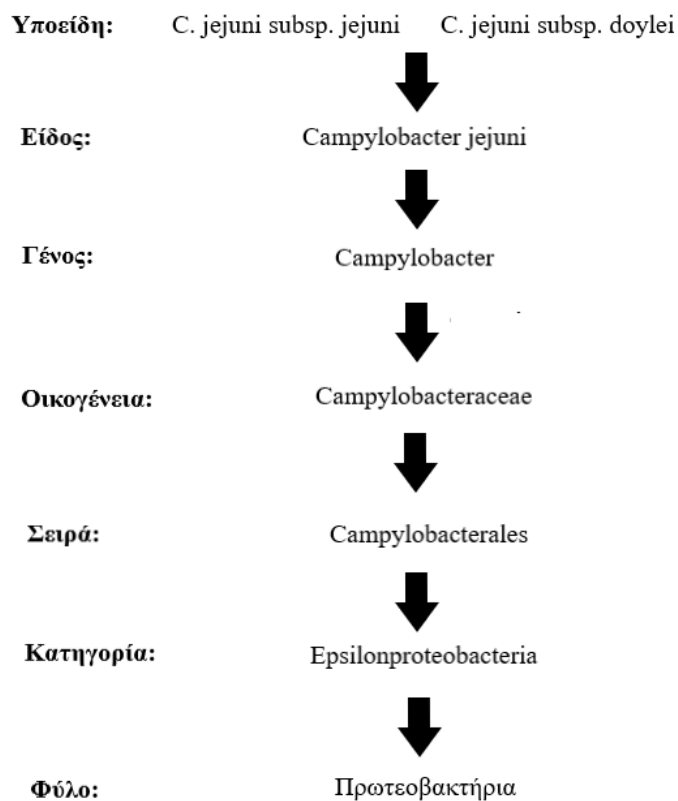 Υποείδη: C. jejuni subsp. jejuni C. jejuni subsp. doylei
Είδος: Campylobacter jejuni
Γένος: Campylobacter
Οικογένεια: Campylobacteraceae
Σειρά: Campylobacterales
Κατηγορία: Epsilonproteobacteria
Φύλο: Πρωτεοβακτήρια